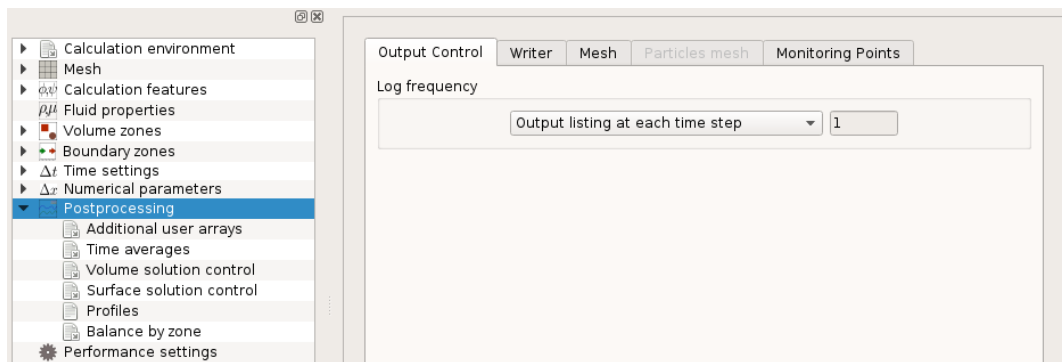 Calculation environment
Mesh
φ,ψ Calculation features
ρ,μ Fluid properties
Volume zones
Boundary zones
Δt Time settings
Δx Numerical parameters
Postprocessing
Additional user arrays
Time averages
Volume solution control
Surface solution control
Profiles
Balance by zone
Performance settings
Output Control Writer Mesh Particles mesh Monitoring Points
Log frequency
Output listing at each time step 1